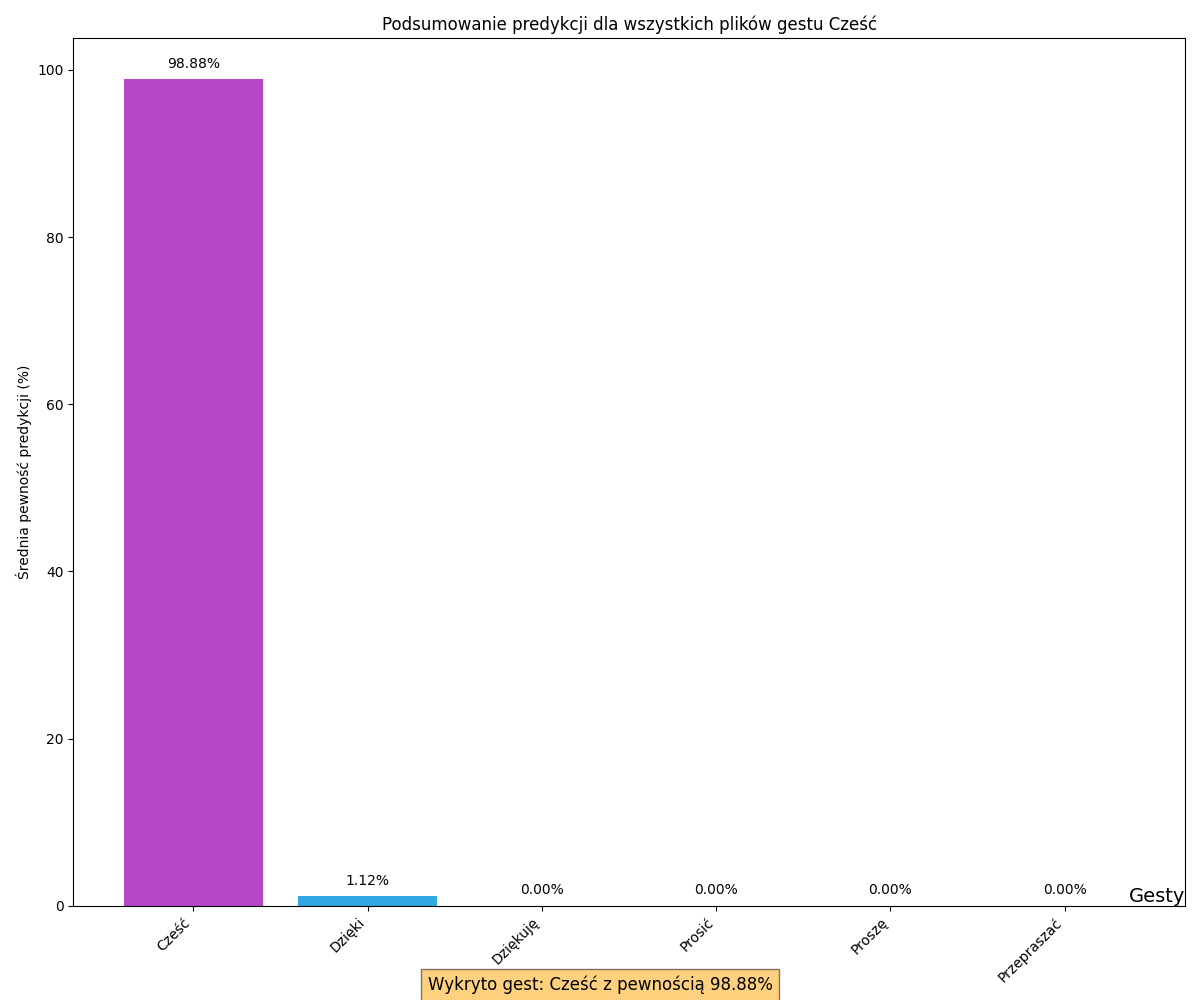 Podsumowanie predykcji dla wszystkich plików gestu Cześć
Średnia pewność predykcji (%)
100
80
60
40
20
0
98.88%
1.12%
0.00%
0.00%
0.00%
0.00%
Gesty
Cześć
Dzięki
Dziękuję
Prosić
Proszę
Przepraszać
Wykryto gest: Cześć z pewnością 98.88%